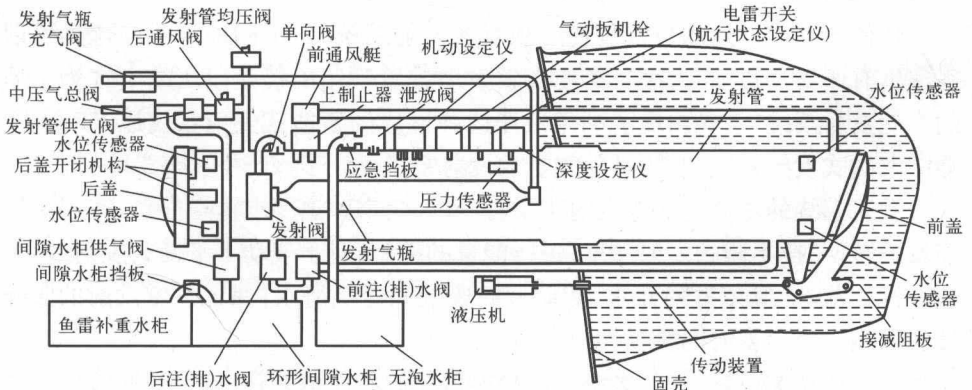 发射气瓶
充气阀
发射管均压阀
后通风阀
单向阀
前通风艇
机动设定仪
气动扳机栓
电雷开关
(航行状态设定仪)
中压气总阀
上制止器
泄放阀
发射管
水位传感器
发射管供气阀
水位传感器
后盖开闭机构
应急挡板
深度设定仪
后盖
压力传感器
水位传感器
发射阀
前盖
间隙水柜供气阀
发射气瓶
间隙水柜挡板
前注(排)水阀
液压机
水位
传感器
鱼雷补重水柜
接减阻板
后注(排)水阀
环形间隙水柜
无泡水柜
传动装置
固壳